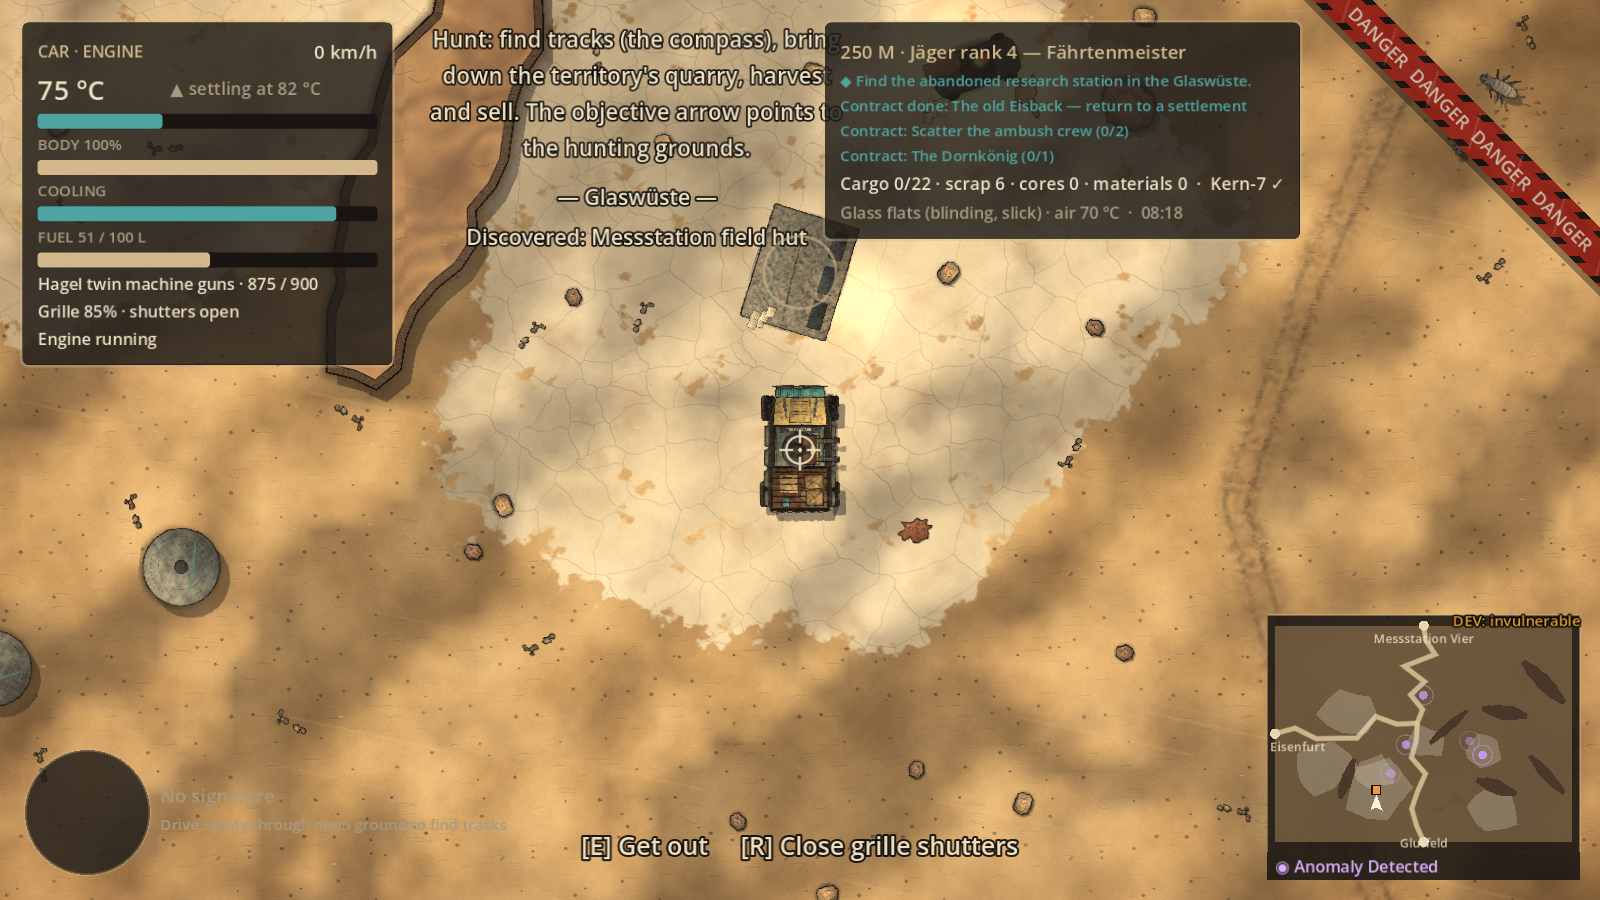 CAR · ENGINE
0 km/h
75 °C
▲ settling at 82 °C
BODY 100%
COOLING
FUEL 51 / 100 L
Hagel twin machine guns · 875 / 900
Grille 85% · shutters open
Engine running
Hunt: find tracks (the compass), bring
down the territory's quarry, harvest
and sell. The objective arrow points to
the hunting grounds.
— Glaswüste —
Discovered: Messstation field hut
250 M · Jäger rank 4 — Fährtenmeister
◆ Find the abandoned research station in the Glaswüste.
Contract done: The old Eisback — return to a settlement
Contract: Scatter the ambush crew (0/2)
Contract: The Dornkönig (0/1)
Cargo 0/22 · scrap 6 · cores 0 · materials 0 · Kern-7 ✓
Glass flats (blinding, slick) · air 70 °C · 08:18
DANGER DANGER DANGER DANGER
No sign here
Drive slowly through open ground to find tracks
[E] Get out [R] Close grille shutters
DEV: invulnerable
Messstation Vier
Eisenfurt
◉ Anomaly Detected